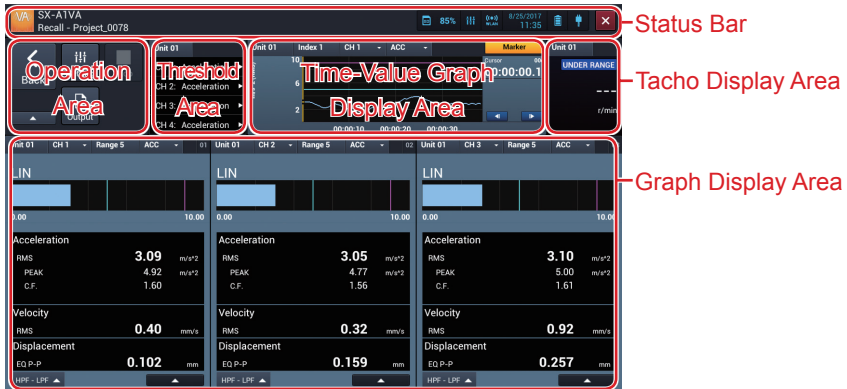 VA SX-A1VA 85% WLAN 8/25/2017
Recall - Project_0078 11:35
Status Bar
Operation Area
Back
Output
Unit 01
Threshold Area
CH 2: Acceleration
CH 3:
CH 4: Acceleration
Unit 01 Index 1 CH 1 ACC Marker
Time-Value Graph Display Area
Cursor
10
6
2
00:00:10 00:00:20 00:00:30
Unit 01
UNDER RANGE
---
r/min
Tacho Display Area
Graph Display Area
Unit 01 CH 1 Range 5 ACC 01
LIN
0.00 10.00
Acceleration
RMS 3.09 m/s^2
PEAK 4.92 m/s^2
C.F. 1.60
Velocity
RMS 0.40 mm/s
Displacement
EQ P-P 0.102 mm
HPF - LPF
Unit 01 CH 2 Range 5 ACC 02
LIN
0.00 10.00
Acceleration
RMS 3.05 m/s^2
PEAK 4.77 m/s^2
C.F. 1.56
Velocity
RMS 0.32 mm/s
Displacement
EQ P-P 0.159 mm
HPF - LPF
Unit 01 CH 3 Range 5 ACC
LIN
0.00 10.00
Acceleration
RMS 3.10 m/s^2
PEAK 5.00 m/s^2
C.F. 1.61
Velocity
RMS 0.92 mm/s
Displacement
EQ P-P 0.257 mm
HPF - LPF